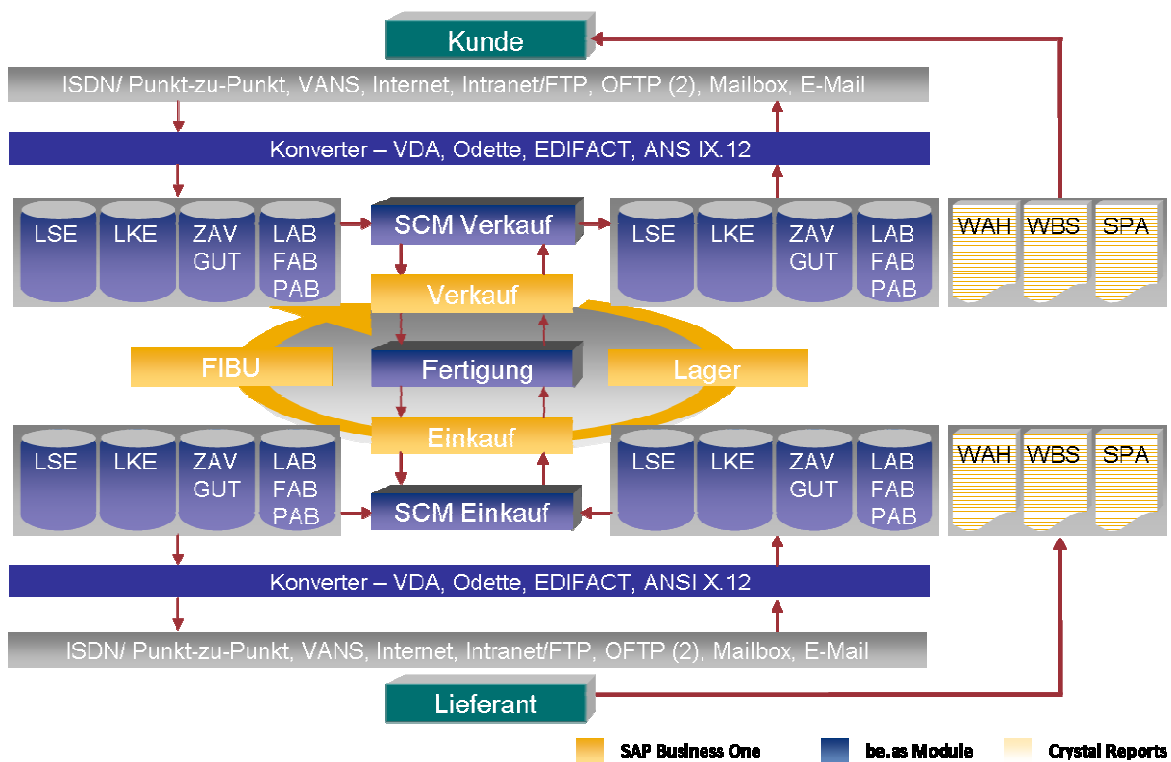 Kunde
ISDN/ Punkt-zu-Punkt, VANS, Internet, Intranet/FTP, OFTP (2), Mailbox, E-Mail
Konverter – VDA, Odette, EDIFACT, ANS IX.12
LSE
LKE
ZAV
GUT
LAB
FAB
PAB
SCM Verkauf
LSE
LKE
ZAV
GUT
LAB
FAB
PAB
WAH
WBS
SPA
Verkauf
FIBU
Fertigung
Lager
Einkauf
LSE
LKE
ZAV
GUT
LAB
FAB
PAB
SCM Einkauf
LSE
LKE
ZAV
GUT
LAB
FAB
PAB
WAH
WBS
SPA
Konverter – VDA, Odette, EDIFACT, ANSI X.12
ISDN/ Punkt-zu-Punkt, VANS, Internet, Intranet/FTP, OFTP (2), Mailbox, E-Mail
Lieferant
SAP Business One
be.as Module
Crystal Reports